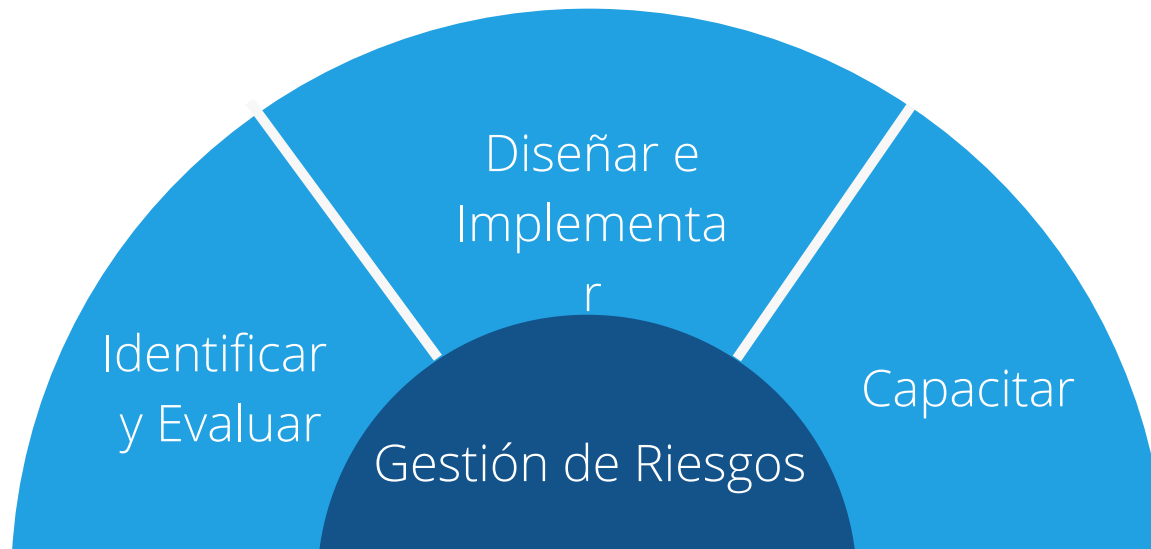 Identificar
y Evaluar
Diseñar e
Implementa
r
Capacitar
Gestión de Riesgos